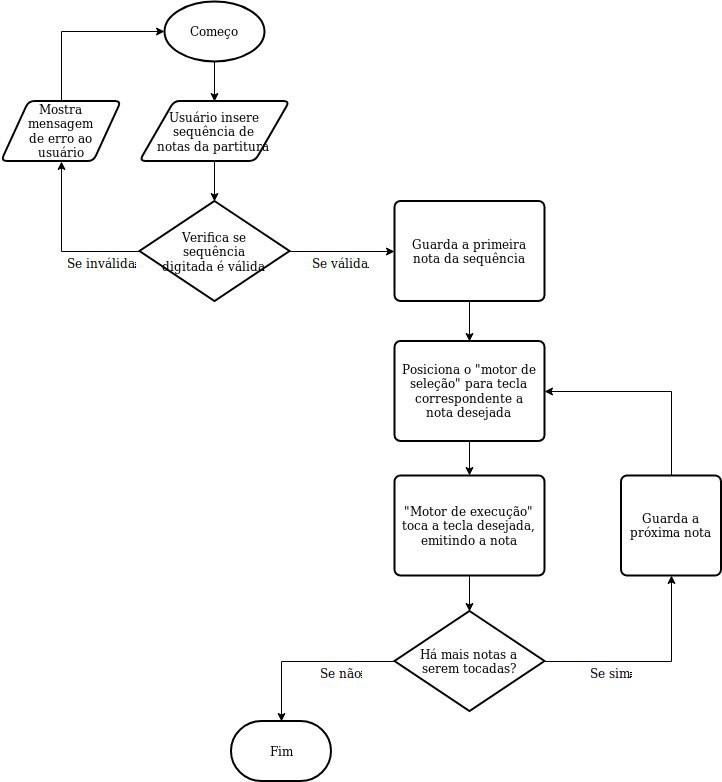 Começo
Mostra
mensagem
de erro ao
usuário
Usuário insere
sequência de
notas da partitura
Verifica se
sequência
digitada é válida
Se inválida:
Se válida.
Guarda a primeira
nota da sequência
Posiciona o "motor de
seleção" para tecla
correspondente a
nota desejada
"Motor de execução"
toca a tecla desejada,
emitindo a nota
Guarda a
próxima nota
Há mais notas a
serem tocadas?
Se não:
Se sim:
Fim